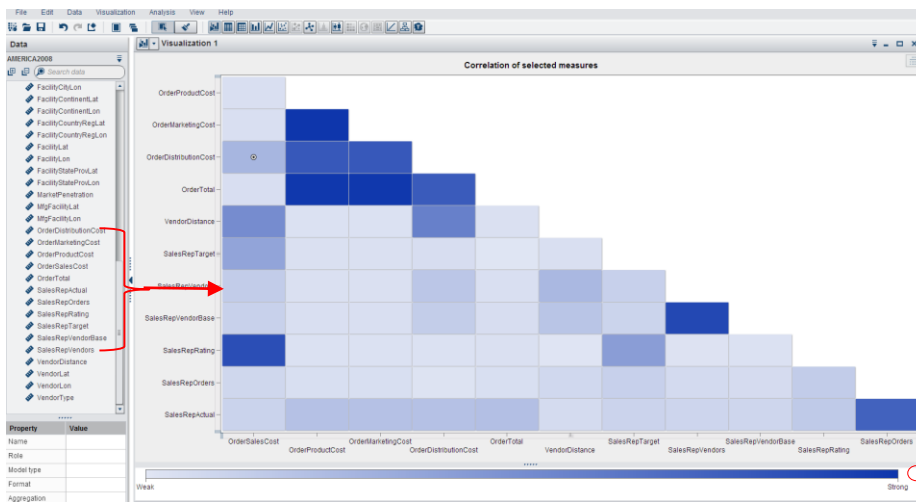 File Edit Data Visualization Analysis View Help
Data
AMERICA2008
Search data
FacilityCityLon
FacilityContinentLat
FacilityContinentLon
FacilityCountryRegLat
FacilityCountryRegLon
FacilityLat
FacilityLon
FacilityStateProvLat
FacilityStateProvLon
MarketPenetration
MfgFacilityLat
MfgFacilityLon
OrderDistributionCost
OrderMarketingCost
OrderProductCost
OrderSalesCost
OrderTotal
SalesRepActual
SalesRepOrders
SalesRepRating
SalesRepTarget
SalesRepVendorBase
SalesRepVendors
VendorDistance
VendorLat
VendorLon
VendorType
Property Value
Name
Role
Model type
Format
Aggregation
Visualization 1
Correlation of selected measures
OrderProductCost
OrderMarketingCost
OrderDistributionCost
OrderTotal
VendorDistance
SalesRepTarget
SalesRepVendors
SalesRepVendorBase
SalesRepRating
SalesRepOrders
SalesRepActual
OrderSalesCost OrderMarketingCost OrderTotal SalesRepTarget SalesRepVendorBase SalesRepOrders
OrderProductCost OrderDistributionCost VendorDistance SalesRepVendors SalesRepRating
Weak Strong